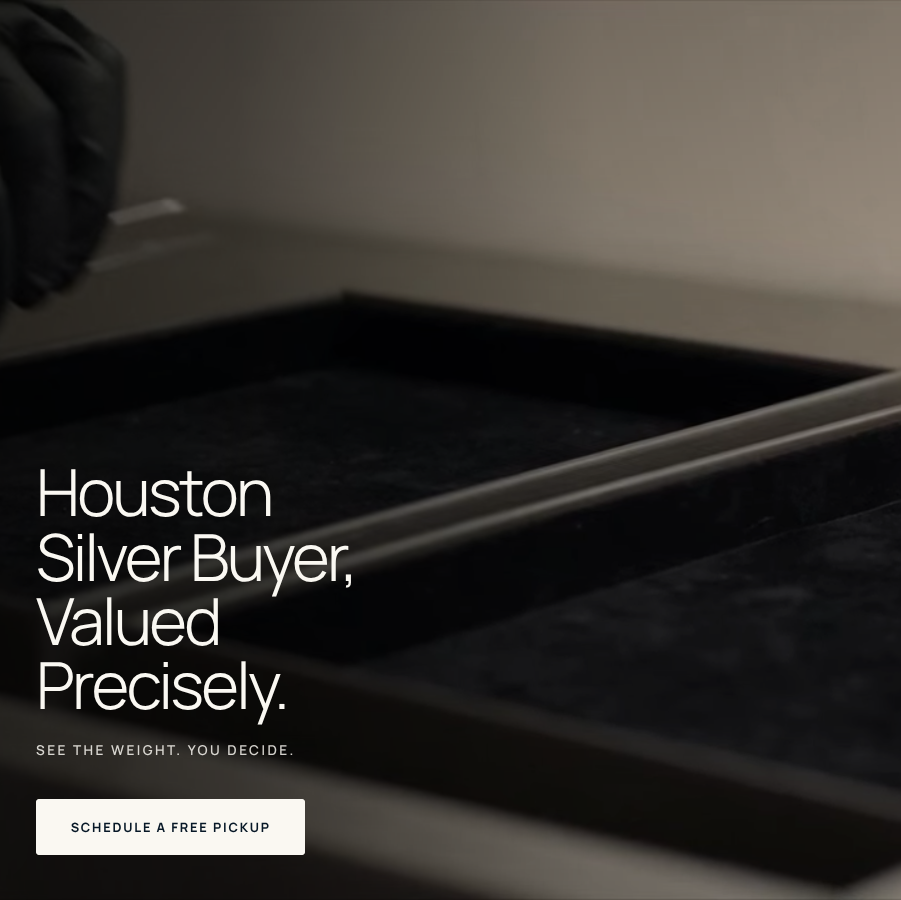 Houston
Silver Buyer,
Valued
Precisely.
SEE THE WEIGHT. YOU DECIDE.
SCHEDULE A FREE PICKUP